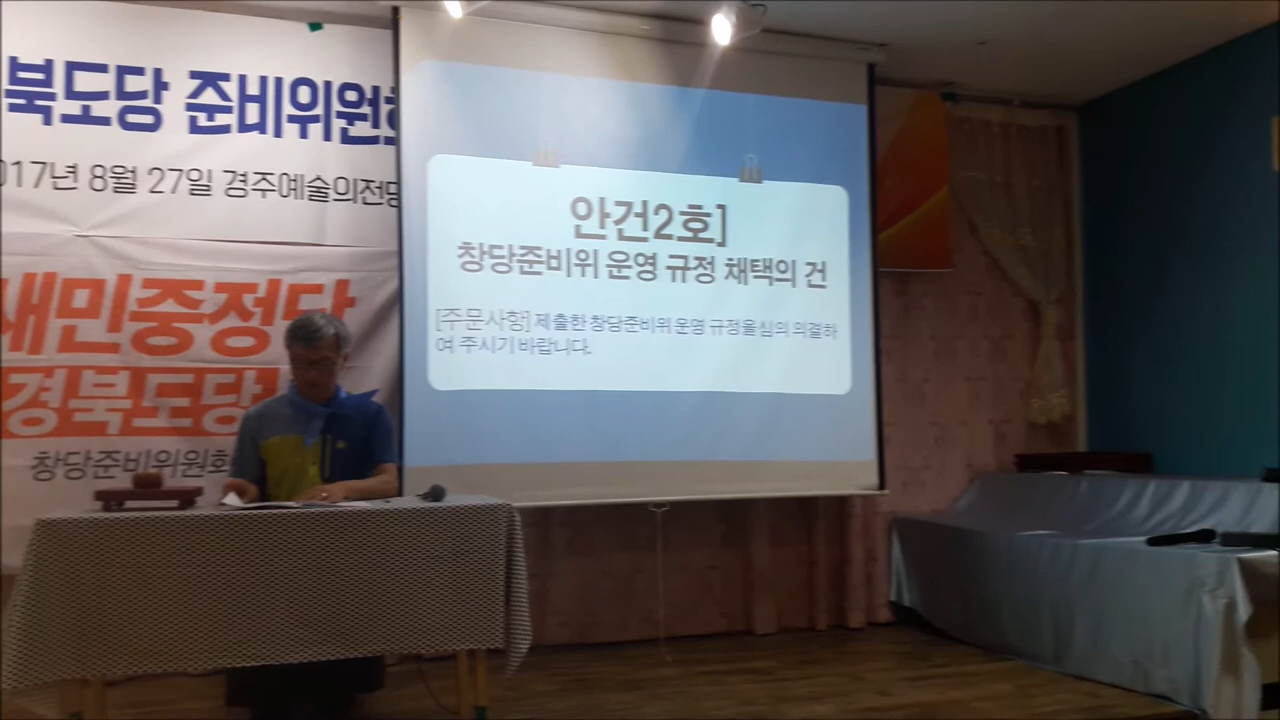 북도당 준비위원회
017년 8월 27일 경주예술의전당
새민중정당
경북도당
창당준비위원회
안건2호]
창당준비위 운영 규정 채택의 건
[주문사항] 제출한 창당준비위 운영 규정을 심의 의결하
여 주시기 바랍니다.